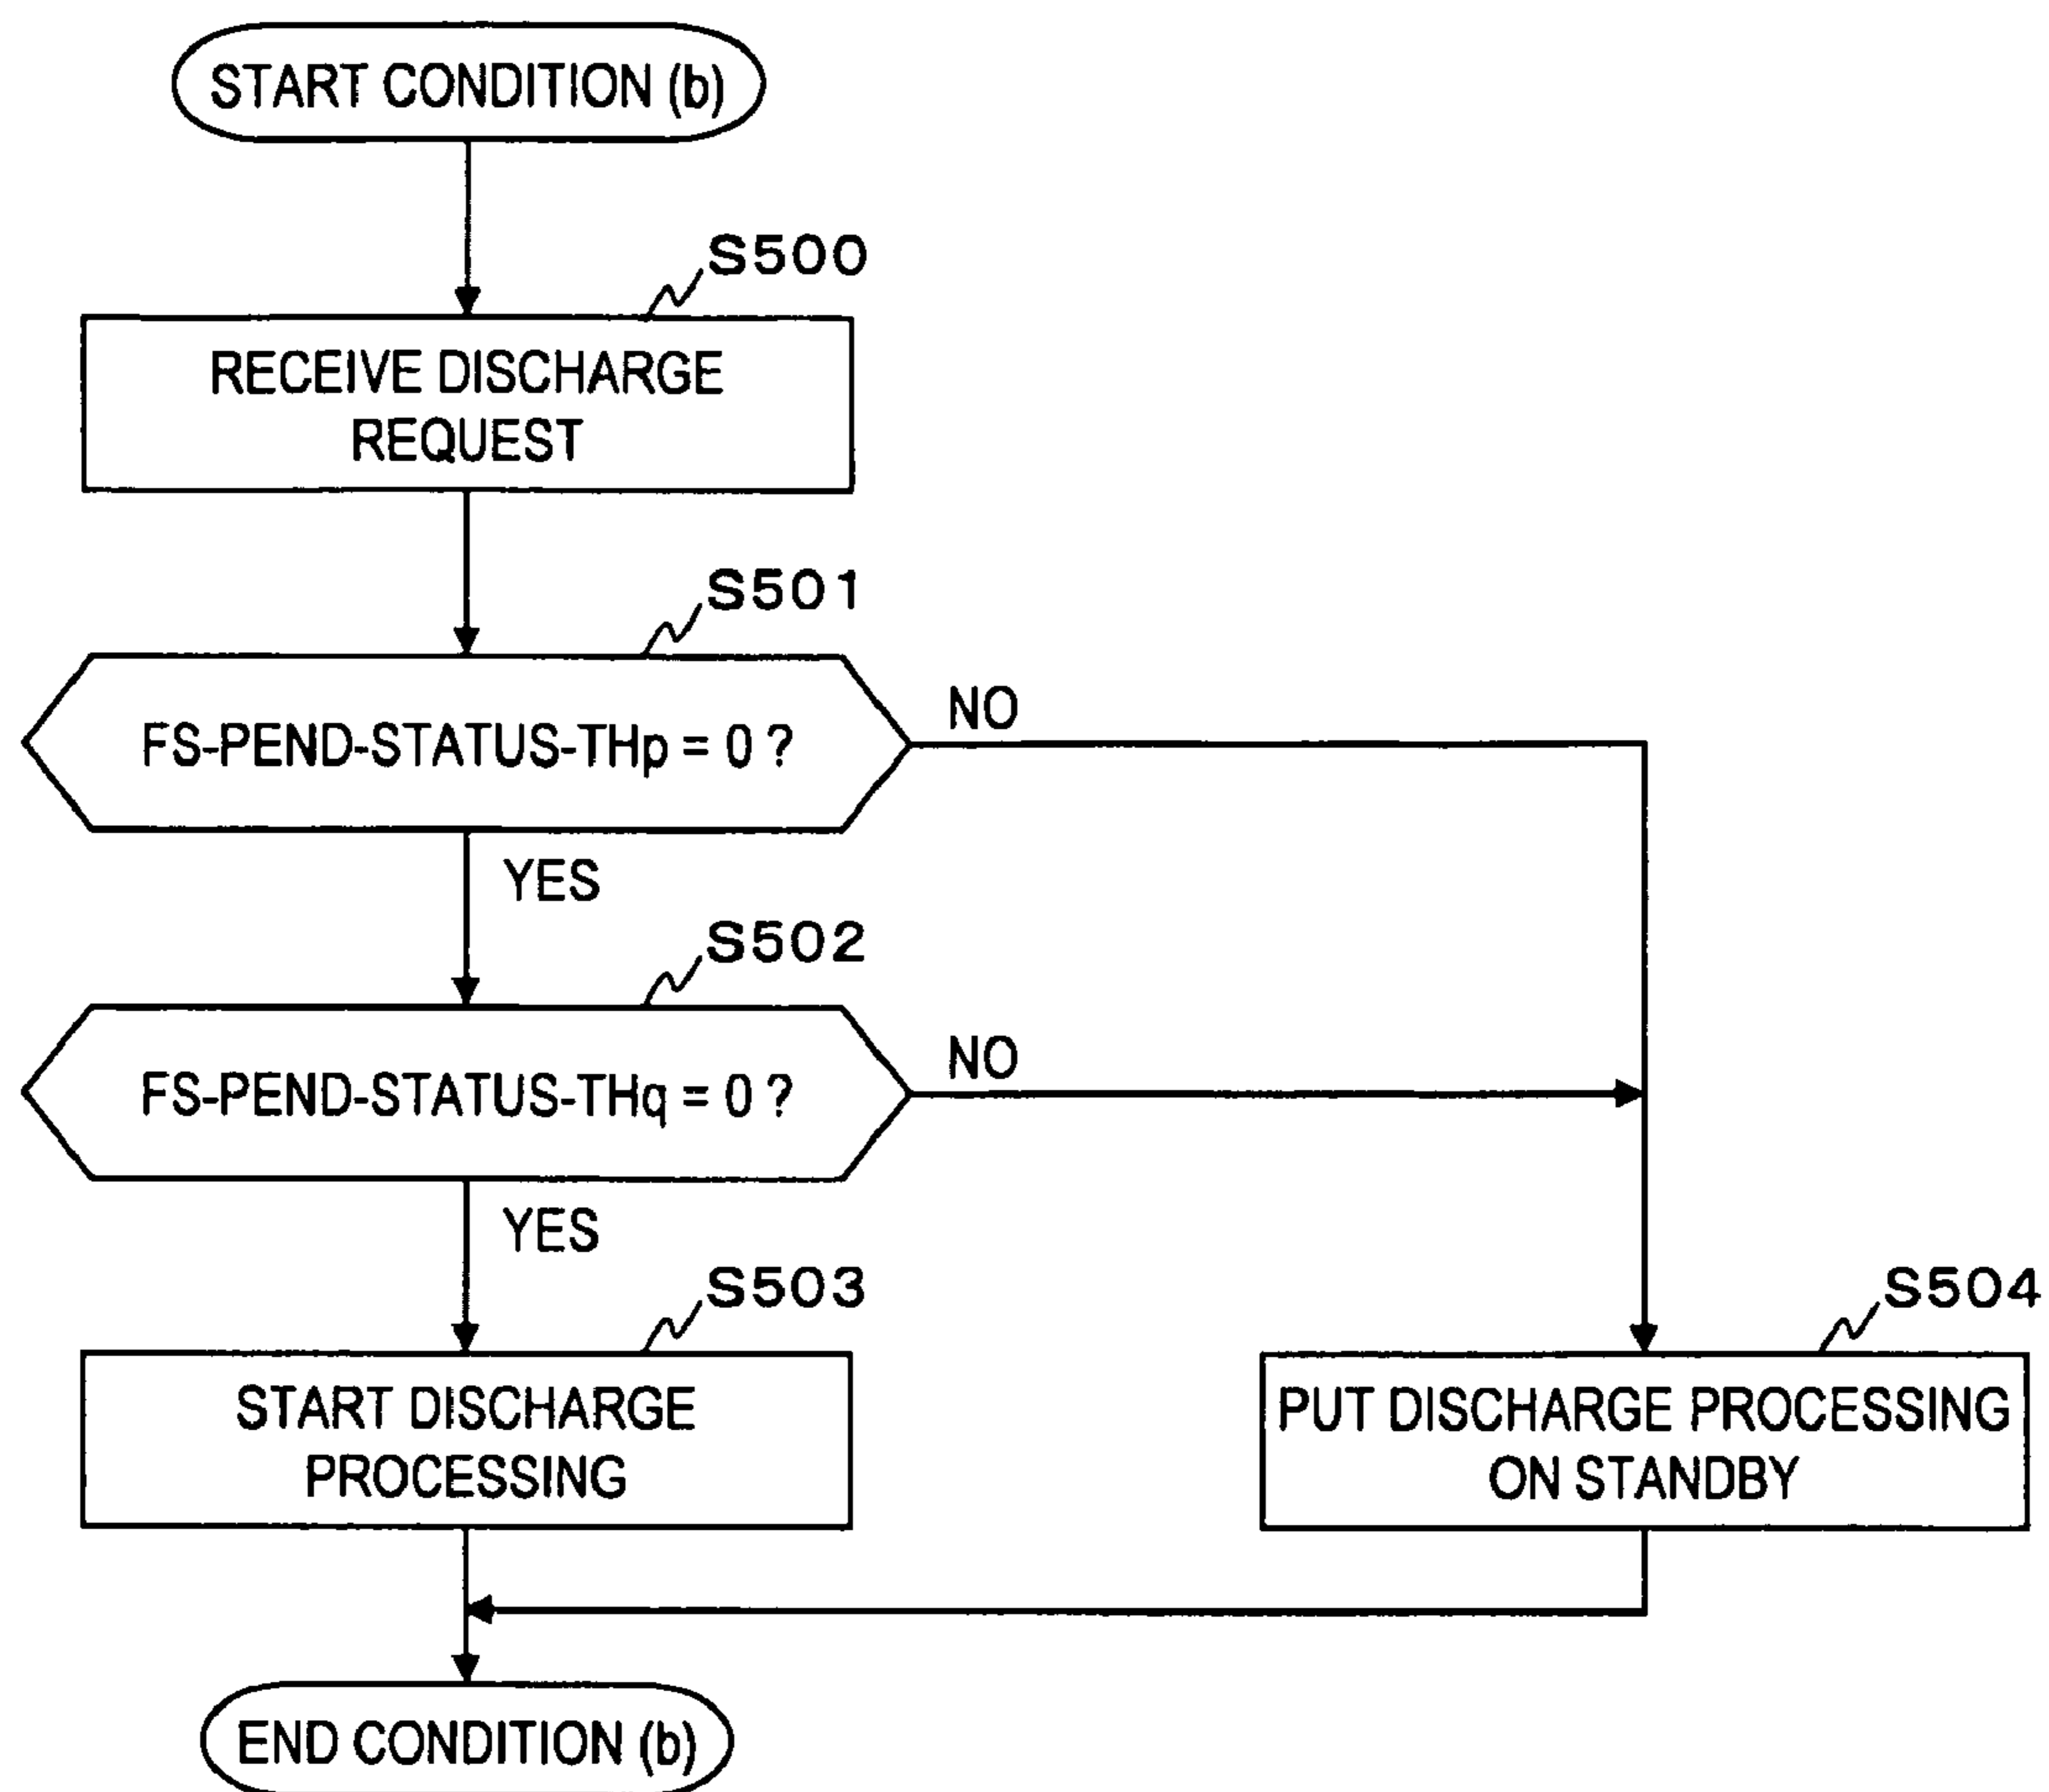 START CONDITION (b)
S500
RECEIVE DISCHARGE
REQUEST
S501
FS-PEND-STATUS-THp = 0 ?
NO
YES
S502
FS-PEND-STATUS-THq = 0 ?
NO
YES
S503
START DISCHARGE
PROCESSING
S504
PUT DISCHARGE PROCESSING
ON STANDBY
END CONDITION (b)